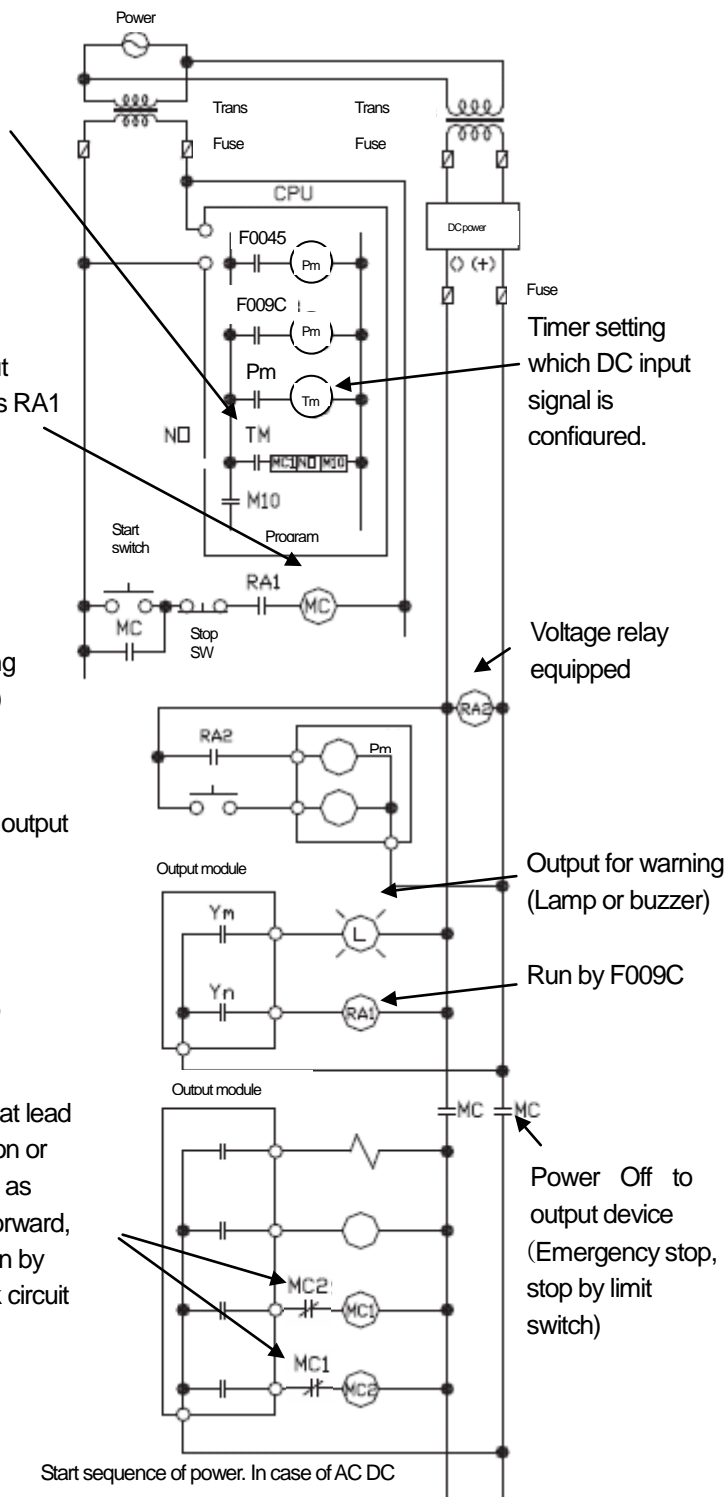 Power
Trans
Trans
Fuse
Fuse
CPU
DC power
F0045
Pm
() (+)
Fuse
F009C
Pm
Timer setting
which DC input
signal is
configured.
Pm
Tm
s RA1
N□
TM
MC1 N□ M10
M10
Program
Start
switch
RA1
MC
MC
Stop
SW
Voltage relay
equipped
RA2
RA2
Pm
output
Output module
Output for warning
(Lamp or buzzer)
Ym
L
Yn
RA1
Run by F009C
Output module
at lead
on or
as
orward,
n by
circuit
MC
MC
Power Off to
output device
(Emergency stop,
stop by limit
switch)
MC2
MC1
MC1
MC2
Start sequence of power. In case of AC DC